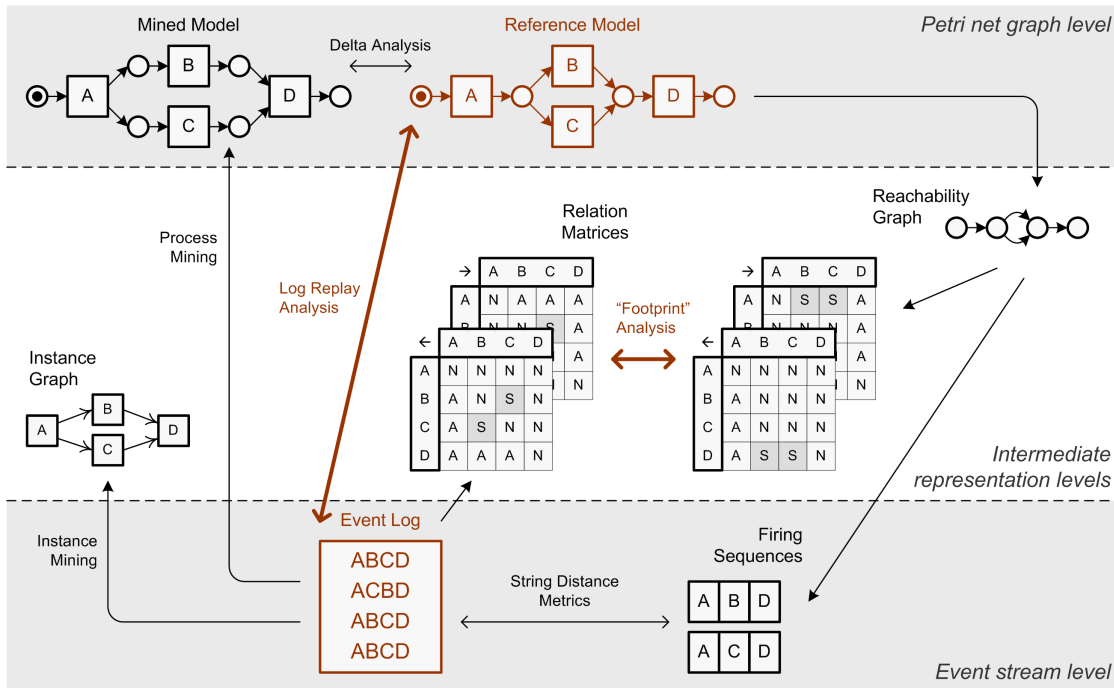 Petri net graph level
Mined Model
Delta Analysis
Reference Model
A
B
C
D
A
B
C
D
Process
Mining
Log Replay
Analysis
Relation
Matrices
"Footprint"
Analysis
Reachability
Graph
→ A B C D
A N A A A
B N N S A
A
N
← A B C D
A N N N N
B A N S N
C A S N N
D A A A N
→ A B C D
A N S S A
B N N N A
A
N
← A B C D
A N N N N
B A N N N
C A N N N
D A S S N
Instance
Graph
A
B
C
D
Intermediate
representation levels
Instance
Mining
Event Log
ABCD
ACBD
ABCD
ABCD
String Distance
Metrics
Firing
Sequences
A B D
A C D
Event stream level